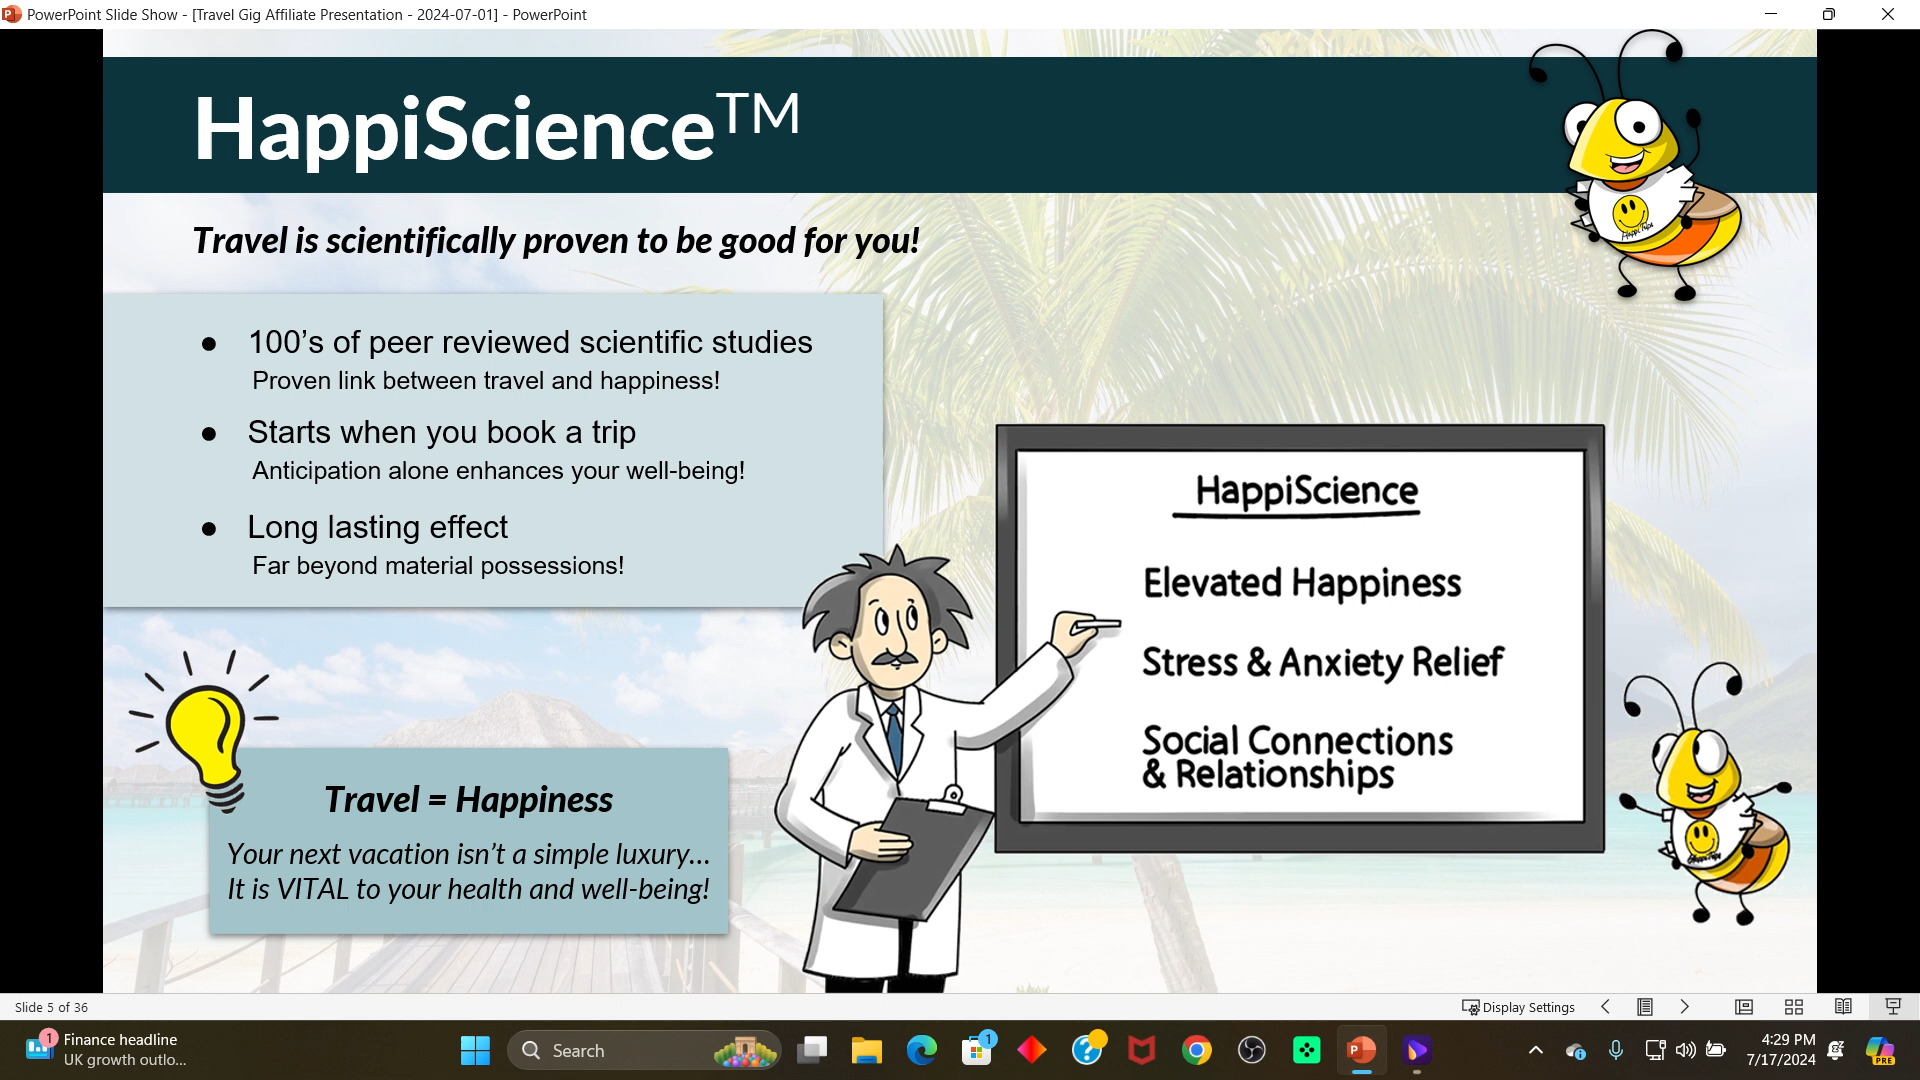 PowerPoint Slide Show - [Travel Gig Affiliate Presentation - 2024-07-01] - PowerPoint
HappiScience™
Travel is scientifically proven to be good for you!
● 100’s of peer reviewed scientific studies
Proven link between travel and happiness!
● Starts when you book a trip
Anticipation alone enhances your well-being!
● Long lasting effect
Far beyond material possessions!
HappiScience
Elevated Happiness
Stress & Anxiety Relief
Social Connections
& Relationships
Travel = Happiness
Your next vacation isn’t a simple luxury…
It is VITAL to your health and well-being!
Slide 5 of 36
Display Settings
1
Finance headline
UK growth outlo...
Search
1
4:29 PM
7/17/2024
PRE